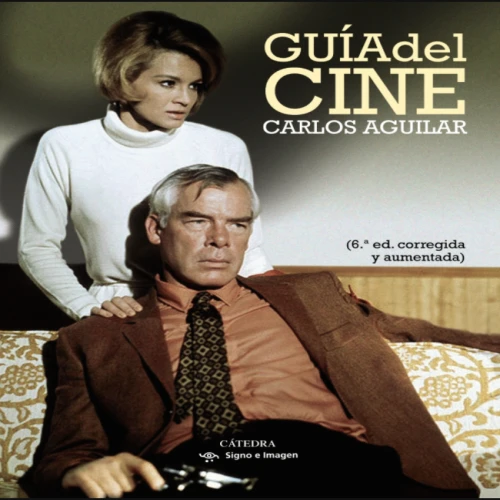 GUÍAdel
CINE
CARLOS AGUILAR
(6.ª ed. corregida
y aumentada)
CÁTEDRA
Signo e Imagen